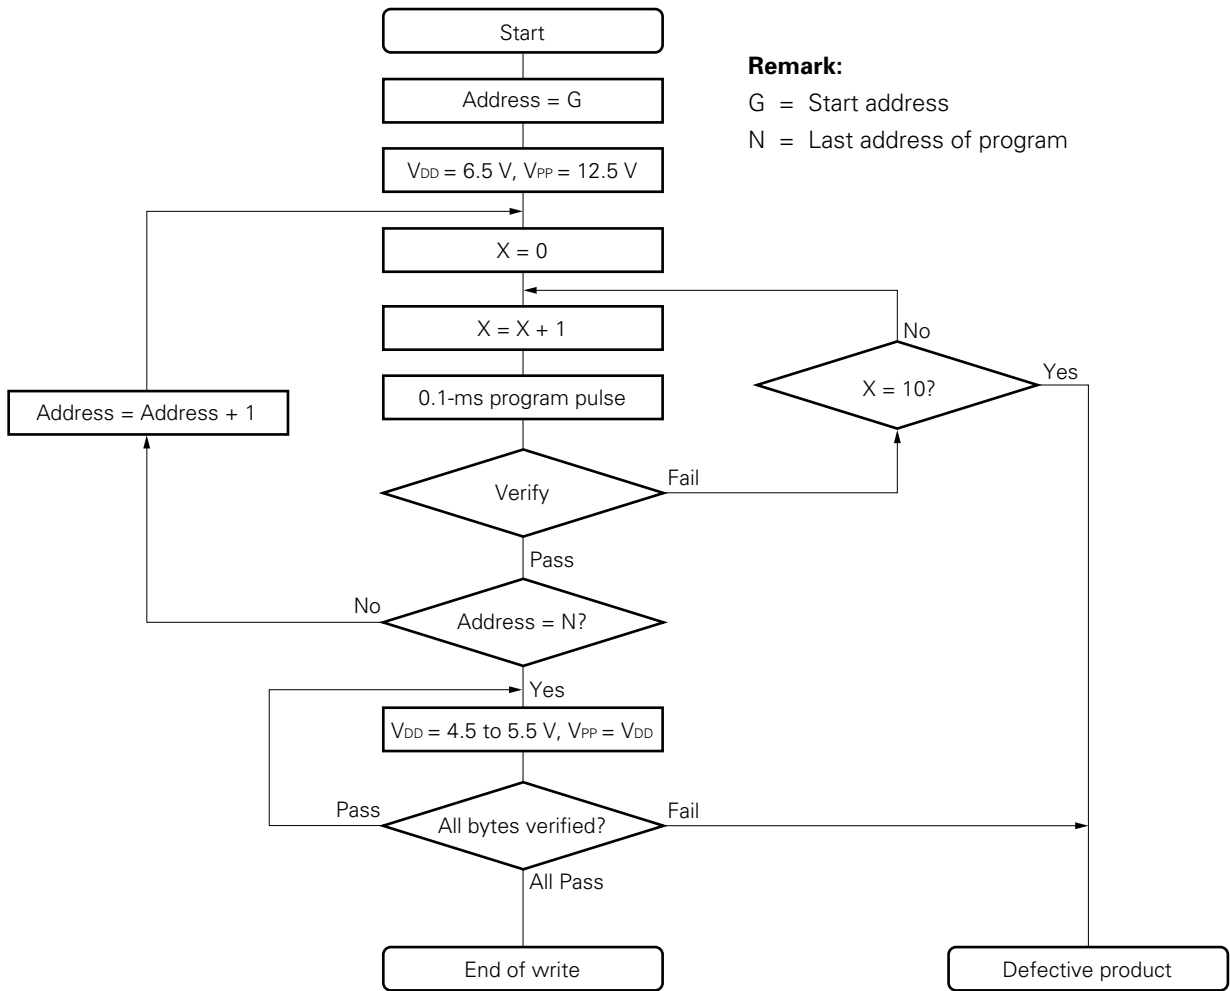 Start
Remark:
Address = G
G = Start address
N = Last address of program
VDD = 6.5 V, VPP = 12.5 V
X = 0
X = X + 1
No
X = 10?
Yes
Address = Address + 1
0.1-ms program pulse
Verify
Fail
Pass
No
Address = N?
Yes
VDD = 4.5 to 5.5 V, VPP = VDD
Pass
All bytes verified?
Fail
All Pass
End of write
Defective product